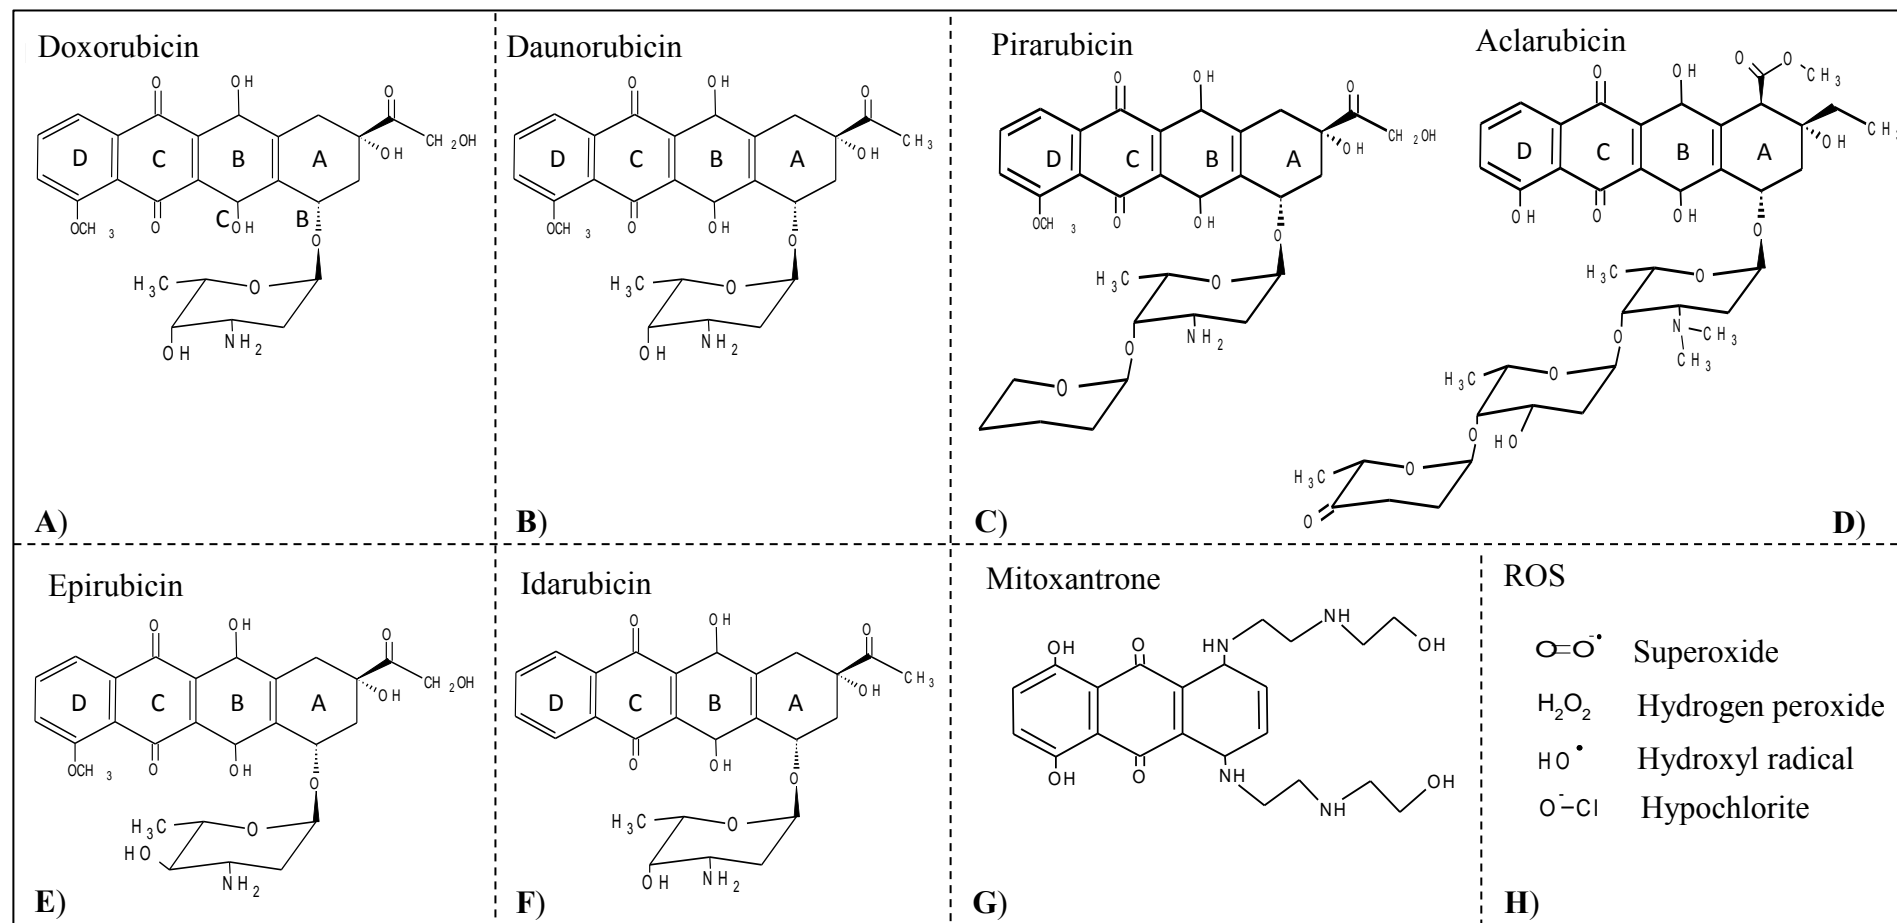 Doxorubicin
O
OH
O
CH2OH
OH
D
C
B
A
OCH3
O
C
OH
B
O
H3C
O
OH
NH2
A)
Daunorubicin
O
OH
O
CH3
OH
D
C
B
A
OCH3
O
OH
O
H3C
O
OH
NH2
B)
Pirarubicin
O
OH
O
CH2OH
OH
D
C
B
A
OCH3
O
OH
O
H3C
O
NH2
O
O
C)
Aclarubicin
O
OH
O
O
CH3
CH3
OH
D
C
B
A
OH
O
OH
O
H3C
O
N
CH3
CH3
O
H3C
O
HO
O
H3C
O
O
D)
Epirubicin
O
OH
O
CH2OH
OH
D
C
B
A
OCH3
O
OH
O
H3C
O
HO
NH2
E)
Idarubicin
O
OH
O
CH3
OH
D
C
B
A
O
OH
O
H3C
O
OH
NH2
F)
Mitoxantrone
OH
O
HN
NH
OH
OH
O
NH
NH
OH
G)
ROS
O=O-• Superoxide
H2O2 Hydrogen peroxide
HO• Hydroxyl radical
O-–Cl Hypochlorite
H)